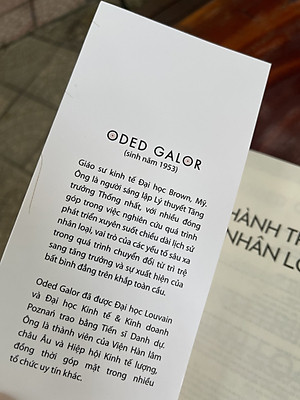 ODED GALOR
(sinh năm 1953)
Giáo sư kinh tế Đại học Brown, Mỹ.
Ông là người sáng lập Lý thuyết Tăng
trưởng Thống nhất, với nhiều đóng
góp trong việc nghiên cứu quá trình
phát triển xuyên suốt chiều dài lịch sử
nhân loại, vai trò của các yếu tố sâu xa
trong quá trình chuyển đổi từ trì trệ
sang tăng trưởng và sự xuất hiện của
bất bình đẳng trên khắp toàn cầu.
Oded Galor đã được Đại học Louvain
và Đại học Kinh tế & Kinh doanh
Poznań trao bằng Tiến sĩ Danh dự.
Ông là thành viên của Viện Hàn lâm
châu Âu và Hiệp hội Kinh tế lượng,
đồng thời góp mặt trong nhiều
tổ chức uy tín khác.
HÀNH TR
NHÂN LO